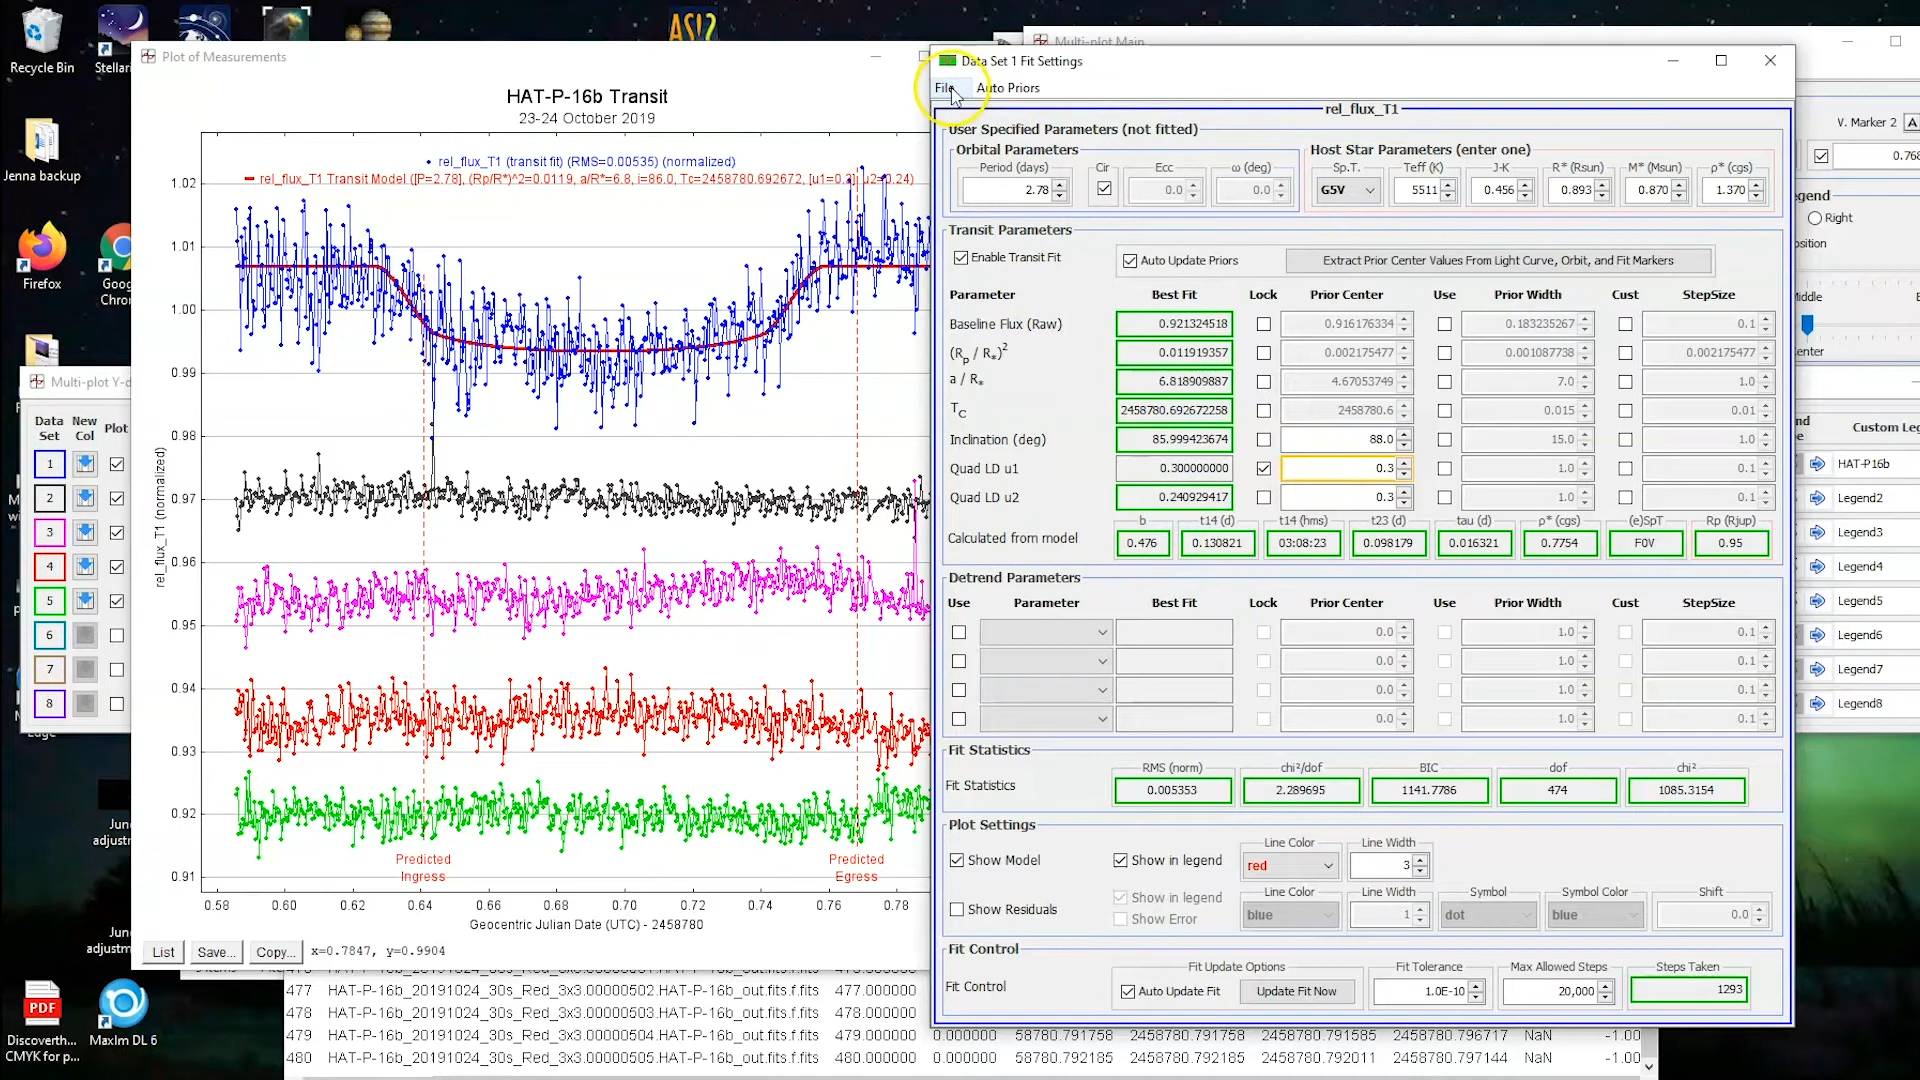 Recycle Bin
Stellari
Jenna backup
Firefox
Goog
Chror
ASIS
Plot of Measurements
HAT-P-16b Transit
23-24 October 2019
rel_flux_T1 (transit fit) (RMS=0.00535) (normalized)
rel_flux_T1 Transit Model ([P=2.78], (Rp/R*)^2=0.0119, a/R*=6.8, i=86.0, Tc=2458780.692672, [u1=0.3], u2=0.24)
1.02
1.01
1.00
0.99
0.98
0.97
0.96
0.95
0.94
0.93
0.92
0.91
rel_flux_T1 (normalized)
Predicted
Ingress
Predicted
Egress
0.58 0.60 0.62 0.64 0.66 0.68 0.70 0.72 0.74 0.76 0.78
Geocentric Julian Date (UTC) - 2458780
List Save... Copy... x=0.7847, y=0.9904
Multi-plot Y-d
Data
Set
New
Col
Plot
1
2
3
4
5
6
7
8
Edge
June
adjustm
June
adjustm
Discoverth...
CMYK for p...
PDF
MaxIm DL 6
Multi-plot Main
Data Set 1 Fit Settings
File Auto Priors
rel_flux_T1
User Specified Parameters (not fitted)
Orbital Parameters
Period (days) Cir Ecc ω (deg)
2.78 0.0 0.0
Host Star Parameters (enter one)
Sp.T. Teff (K) J-K R* (Rsun) M* (Msun) ρ* (cgs)
G5V 5511 0.456 0.893 0.870 1.370
Transit Parameters
Enable Transit Fit Auto Update Priors Extract Prior Center Values From Light Curve, Orbit, and Fit Markers
Parameter Best Fit Lock Prior Center Use Prior Width Cust StepSize
Baseline Flux (Raw) 0.921324518 0.916176334 0.183235267 0.1
(Rp / R*)2 0.011919357 0.002175477 0.001087738 0.002175477
a / R* 6.818909887 4.67053749 7.0 1.0
TC 2458780.692672258 2458780.6 0.015 0.01
Inclination (deg) 85.999423674 88.0 15.0 1.0
Quad LD u1 0.300000000 0.3 1.0 0.1
Quad LD u2 0.240929417 0.3 1.0 0.1
b t14 (d) t14 (hms) t23 (d) tau (d) ρ* (cgs) (e)SpT Rp (Rjup)
Calculated from model 0.476 0.130821 03:08:23 0.098179 0.016321 0.7754 F0V 0.95
Detrend Parameters
Use Parameter Best Fit Lock Prior Center Use Prior Width Cust StepSize
0.0 1.0 0.1
0.0 1.0 0.1
0.0 1.0 0.1
0.0 1.0 0.1
Fit Statistics
RMS (norm) chi²/dof BIC dof chi²
Fit Statistics 0.005353 2.289695 1141.7786 474 1085.3154
Plot Settings
Show Model Show in legend Line Color red Line Width 3
Show Residuals Show in legend Show Error Line Color blue Line Width 1 Symbol dot Symbol Color blue Shift 0.0
Fit Control
Fit Update Options Fit Tolerance Max Allowed Steps Steps Taken
Fit Control Auto Update Fit Update Fit Now 1.0E-10 20,000 1293
V. Marker 2
0.768
egend
Right
osition
iddle
enter
Custom Leg
HAT-P16b
Legend2
Legend3
Legend4
Legend5
Legend6
Legend7
Legend8
477 HAT-P-16b_20191024_30s_Red_3x3.00000502.HAT-P-16b_out.fits.f.fits 477.000000 0.000000 58780.791758 2458780.791758 2458780.791585 2458780.796717 NaN -1.00
478 HAT-P-16b_20191024_30s_Red_3x3.00000503.HAT-P-16b_out.fits.f.fits 478.000000
479 HAT-P-16b_20191024_30s_Red_3x3.00000504.HAT-P-16b_out.fits.f.fits 479.000000
480 HAT-P-16b_20191024_30s_Red_3x3.00000505.HAT-P-16b_out.fits.f.fits 480.000000 0.000000 58780.792185 2458780.792185 2458780.792011 2458780.797144 NaN -1.00